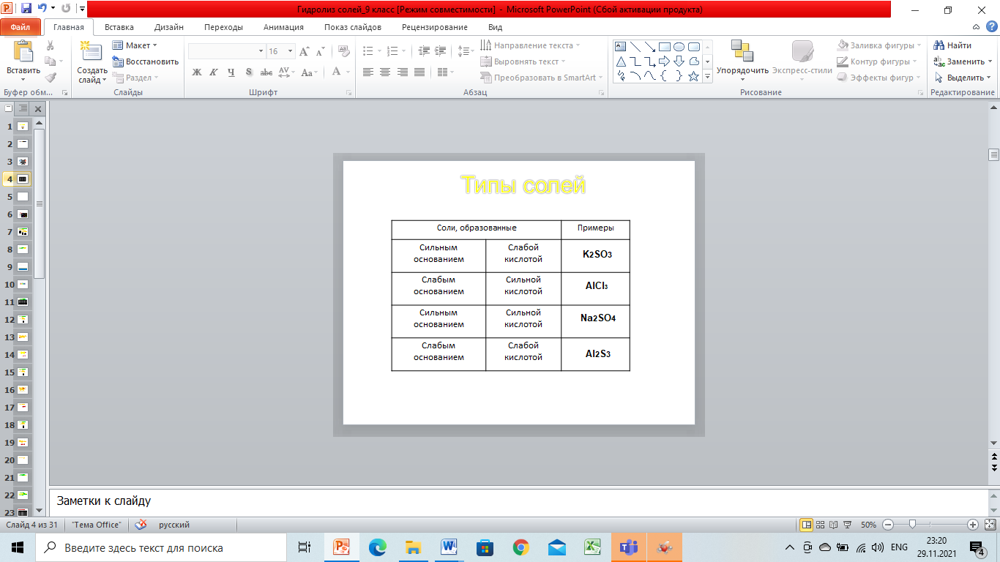 Гидролиз солей_9 класс [Режим совместимости] - Microsoft PowerPoint (Сбой активации продукта)
Файл Главная Вставка Дизайн Переходы Анимация Показ слайдов Рецензирование Вид
Вставить
Буфер обм...
Создать слайд
Макет
Восстановить
Раздел
Слайды
16
Ж К Ч S abc AV Aa А
Шрифт
Направление текста
Выровнять текст
Преобразовать в SmartArt
Абзац
Упорядочить
Экспресс-стили
Заливка фигуры
Контур фигуры
Эффекты фигур
Рисование
Найти
Заменить
Выделить
Редактирование
1
2
3
4
5
6
7
8
9
10
11
12
13
14
15
16
17
18
19
20
21
22
23
Типы солей
Соли, образованные Примеры
Сильным основанием Слабой кислотой K2SO3
Слабым основанием Сильной кислотой AlCl3
Сильным основанием Сильной кислотой Na2SO4
Слабым основанием Слабой кислотой Al2S3
Заметки к слайду
Слайд 4 из 31 "Тема Office" русский 50%
Введите здесь текст для поиска
ENG
23:20
29.11.2021
4